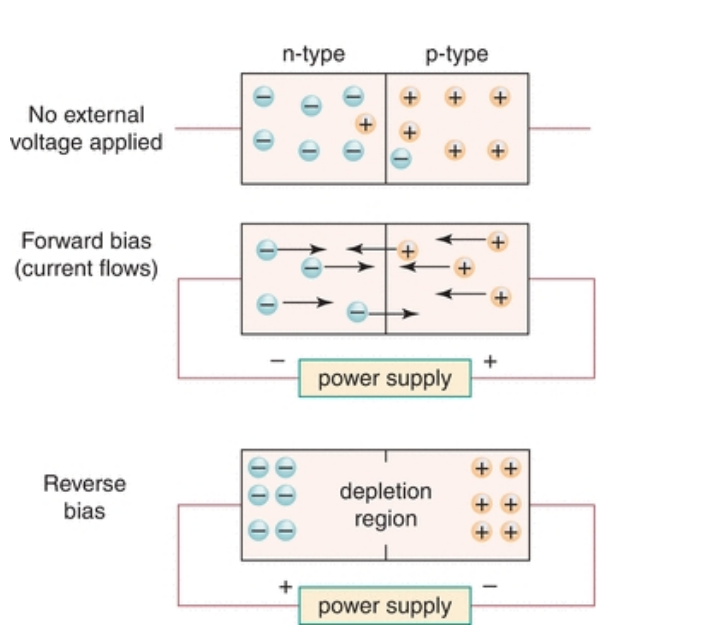 n-type
p-type
No external
voltage applied
Forward bias
(current flows)
− +
power supply
Reverse
bias
depletion
region
+ −
power supply